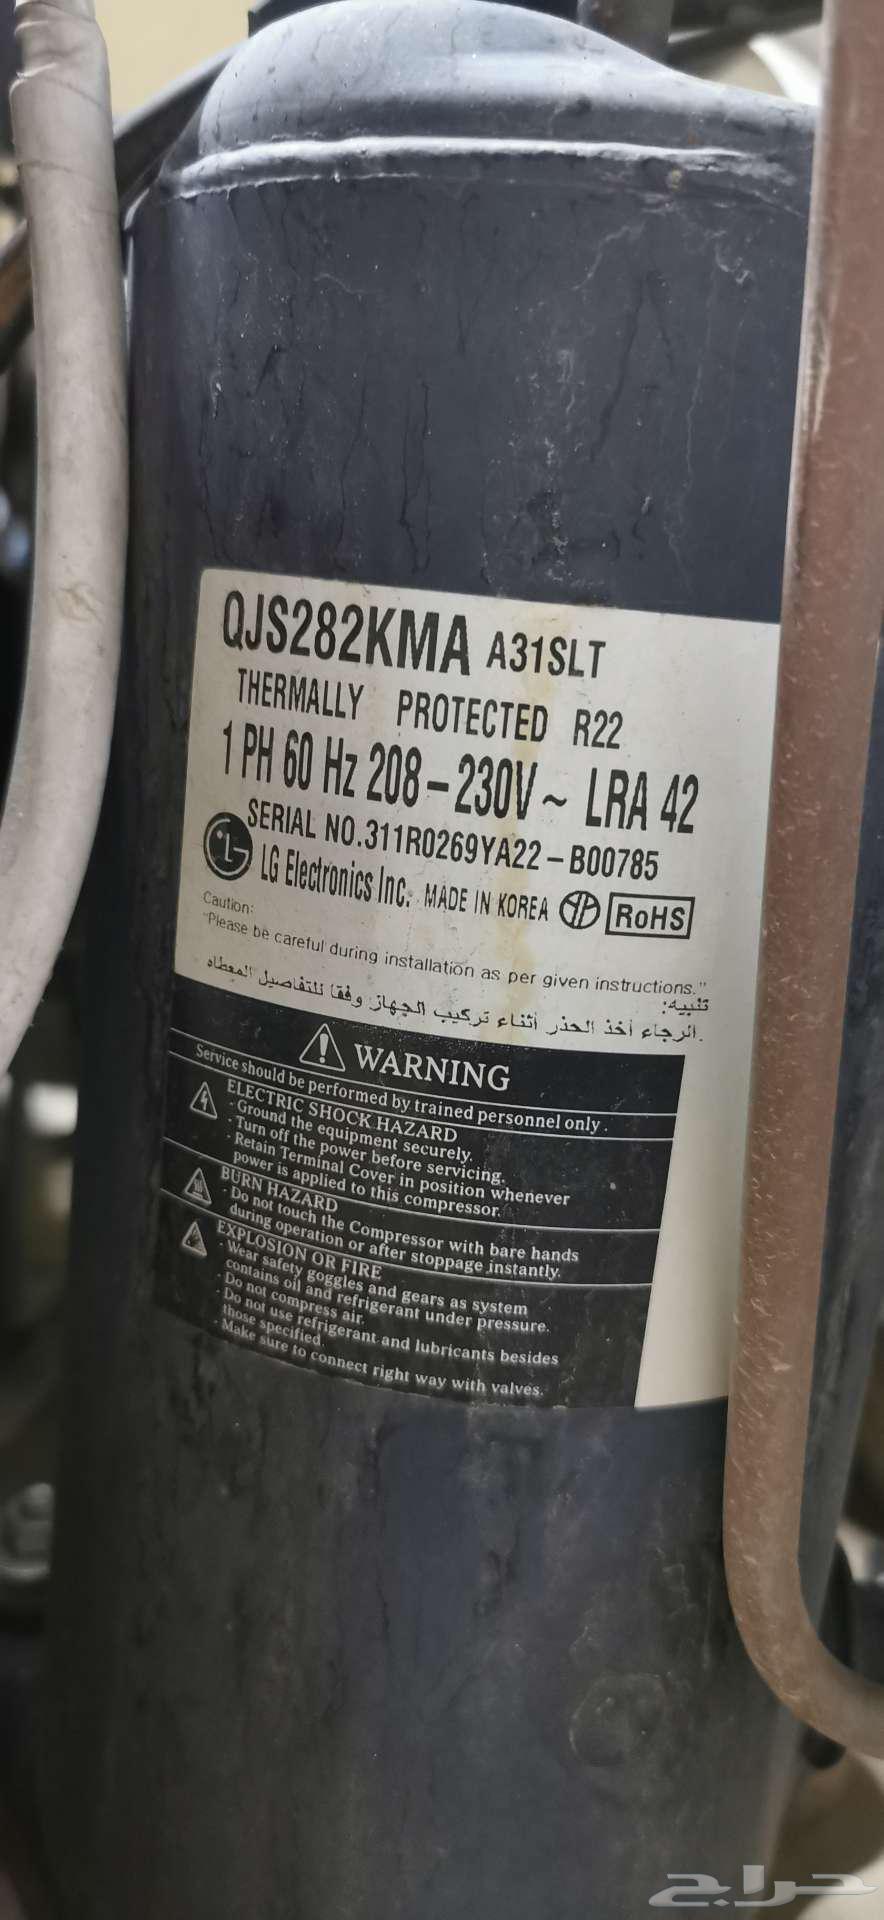 QJS282KMA A31SLT
THERMALLY PROTECTED R22
1 PH 60 Hz 208-230V~ LRA 42
SERIAL NO.311R0269YA22-B00785
LG Electronics Inc. MADE IN KOREA RoHS
Caution:
"Please be careful during installation as per given instructions."
تنبيه:
الرجاء أخذ الحذر أثناء تركيب الجهاز وفقا للتفاصيل المعطاه.
WARNING
Service should be performed by trained personnel only.
ELECTRIC SHOCK HAZARD
- Ground the equipment securely.
- Turn off the power before servicing.
- Retain Terminal Cover in position whenever
power is applied to this compressor.
BURN HAZARD
- Do not touch the Compressor with bare hands
during operation or after stoppage instantly.
EXPLOSION OR FIRE
- Wear safety goggles and gears as system
contains oil and refrigerant under pressure.
- Do not compress air.
- Do not use refrigerant and lubricants besides
those specified.
- Make sure to connect right way with valves.
حراج